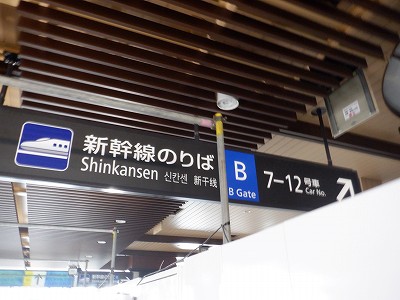 新幹線のりば
Shinkansen 신칸센 新干线
B
B Gate
7-12 号車
Car No.